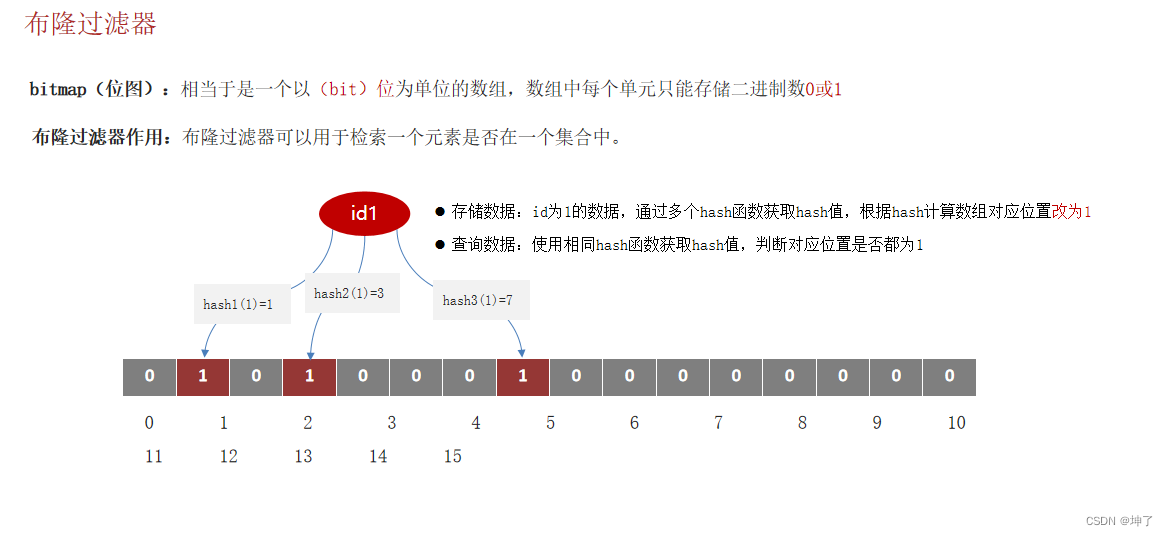 布隆过滤器
bitmap（位图）：相当于是一个以（bit）位为单位的数组，数组中每个单元只能存储二进制数0或1
布隆过滤器作用：布隆过滤器可以用于检索一个元素是否在一个集合中。
id1
● 存储数据：id为1的数据，通过多个hash函数获取hash值，根据hash计算数组对应位置改为1
● 查询数据：使用相同hash函数获取hash值，判断对应位置是否都为1
hash1(1)=1
hash2(1)=3
hash3(1)=7
0 1 0 1 0 0 0 1 0 0 0 0 0 0 0 0
0 1 2 3 4 5 6 7 8 9 10
11 12 13 14 15
CSDN @坤了